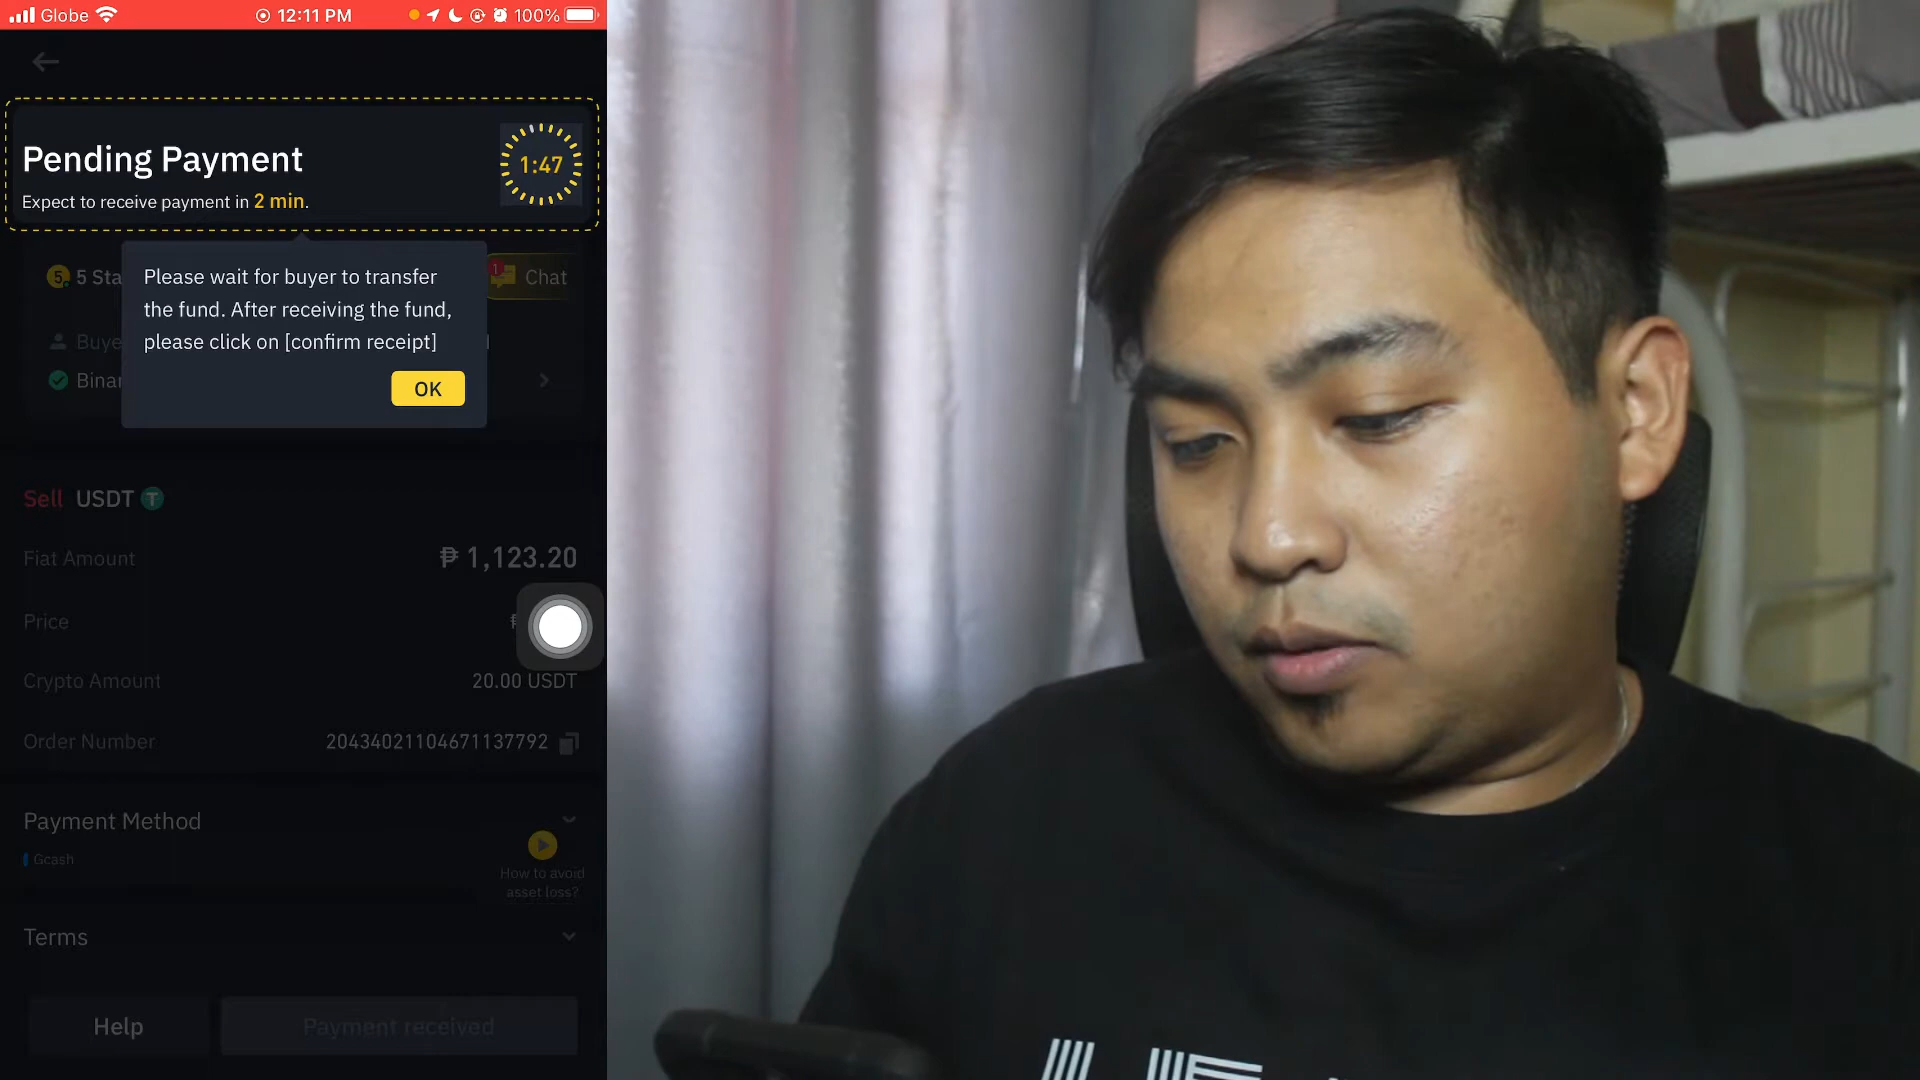 Globe 12:11 PM 100%
Pending Payment
1:47
Expect to receive payment in 2 min.
5 5 Sta
1 Chat
Please wait for buyer to transfer
the fund. After receiving the fund,
please click on [confirm receipt]
OK
Sell USDT T
Fiat Amount ₱ 1,123.20
Price
Crypto Amount 20.00 USDT
Order Number 20434021104671137792
Payment Method
Gcash
How to avoid
asset loss?
Terms
Help Payment received